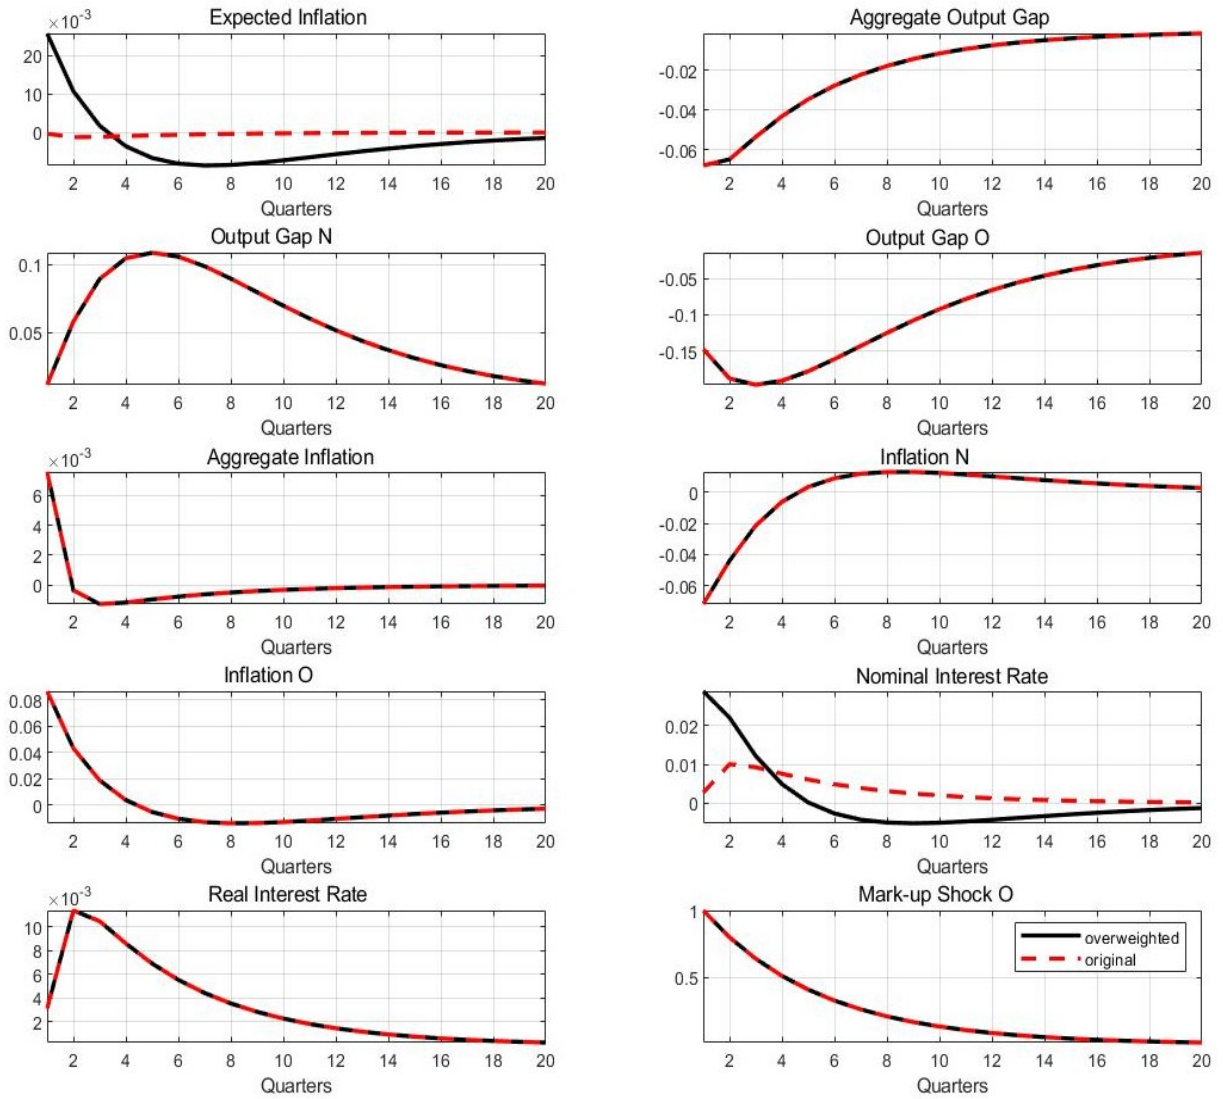 Expected Inflation
×10⁻³
20
10
0
2 4 6 8 10 12 14 16 18 20
Quarters
Aggregate Output Gap
-0.02
-0.04
-0.06
2 4 6 8 10 12 14 16 18 20
Quarters
Output Gap N
0.1
0.05
2 4 6 8 10 12 14 16 18 20
Quarters
Output Gap O
-0.05
-0.1
-0.15
2 4 6 8 10 12 14 16 18 20
Quarters
Aggregate Inflation
×10⁻³
6
4
2
0
2 4 6 8 10 12 14 16 18 20
Quarters
Inflation N
0
-0.02
-0.04
-0.06
2 4 6 8 10 12 14 16 18 20
Quarters
Inflation O
0.08
0.06
0.04
0.02
0
2 4 6 8 10 12 14 16 18 20
Quarters
Nominal Interest Rate
0.02
0.01
0
2 4 6 8 10 12 14 16 18 20
Quarters
Real Interest Rate
×10⁻³
10
8
6
4
2
2 4 6 8 10 12 14 16 18 20
Quarters
Mark-up Shock O
1
0.5
overweighted
original
2 4 6 8 10 12 14 16 18 20
Quarters